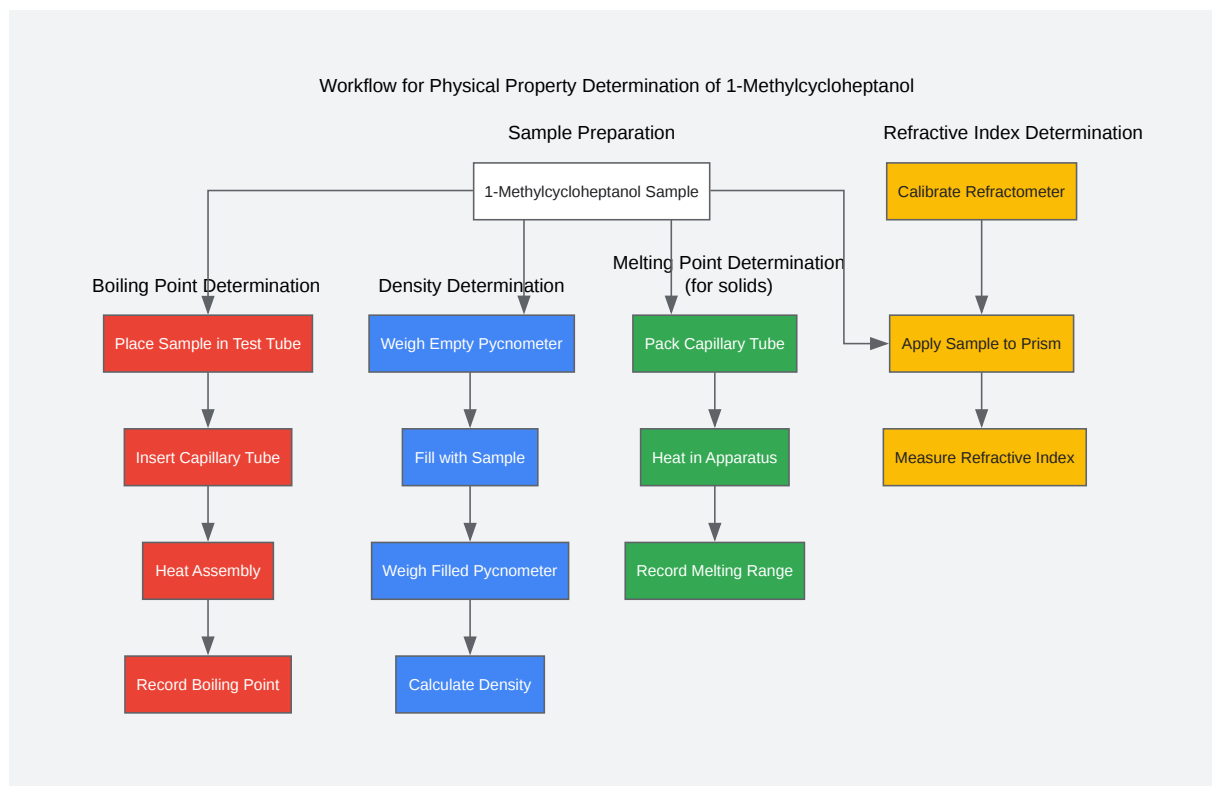 Workflow for Physical Property Determination of 1-Methylcycloheptanol
Sample Preparation
Refractive Index Determination
1-Methylcycloheptanol Sample
Calibrate Refractometer
Boiling Point Determination
Density Determination
Melting Point Determination
(for solids)
Place Sample in Test Tube
Weigh Empty Pycnometer
Pack Capillary Tube
Apply Sample to Prism
Insert Capillary Tube
Fill with Sample
Heat in Apparatus
Measure Refractive Index
Heat Assembly
Weigh Filled Pycnometer
Record Melting Range
Record Boiling Point
Calculate Density